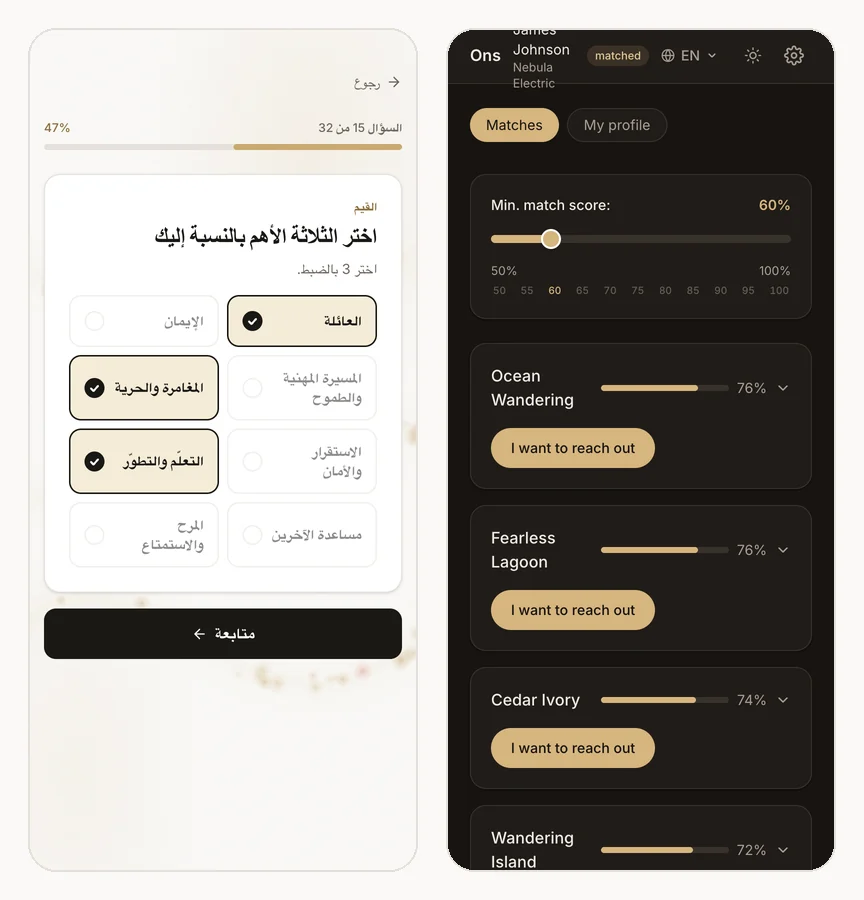 رجوع
السؤال 15 من 32
47%
القيم
اختر الثلاثة الأهم بالنسبة إليك
اختر 3 بالضبط.
العائلة
الإيمان
المسيرة المهنية
والطموح
المغامرة والحرية
الاستقرار
والأمان
التعلّم والتطوّر
مساعدة الآخرين
المرح
والاستمتاع
متابعة
Ons
James
Johnson
Nebula
Electric
matched
EN
Matches
My profile
Min. match score:
60%
50%
100%
50 55 60 65 70 75 80 85 90 95 100
Ocean
Wandering
76%
I want to reach out
Fearless
Lagoon
76%
I want to reach out
Cedar Ivory
74%
I want to reach out
Wandering
Island
72%